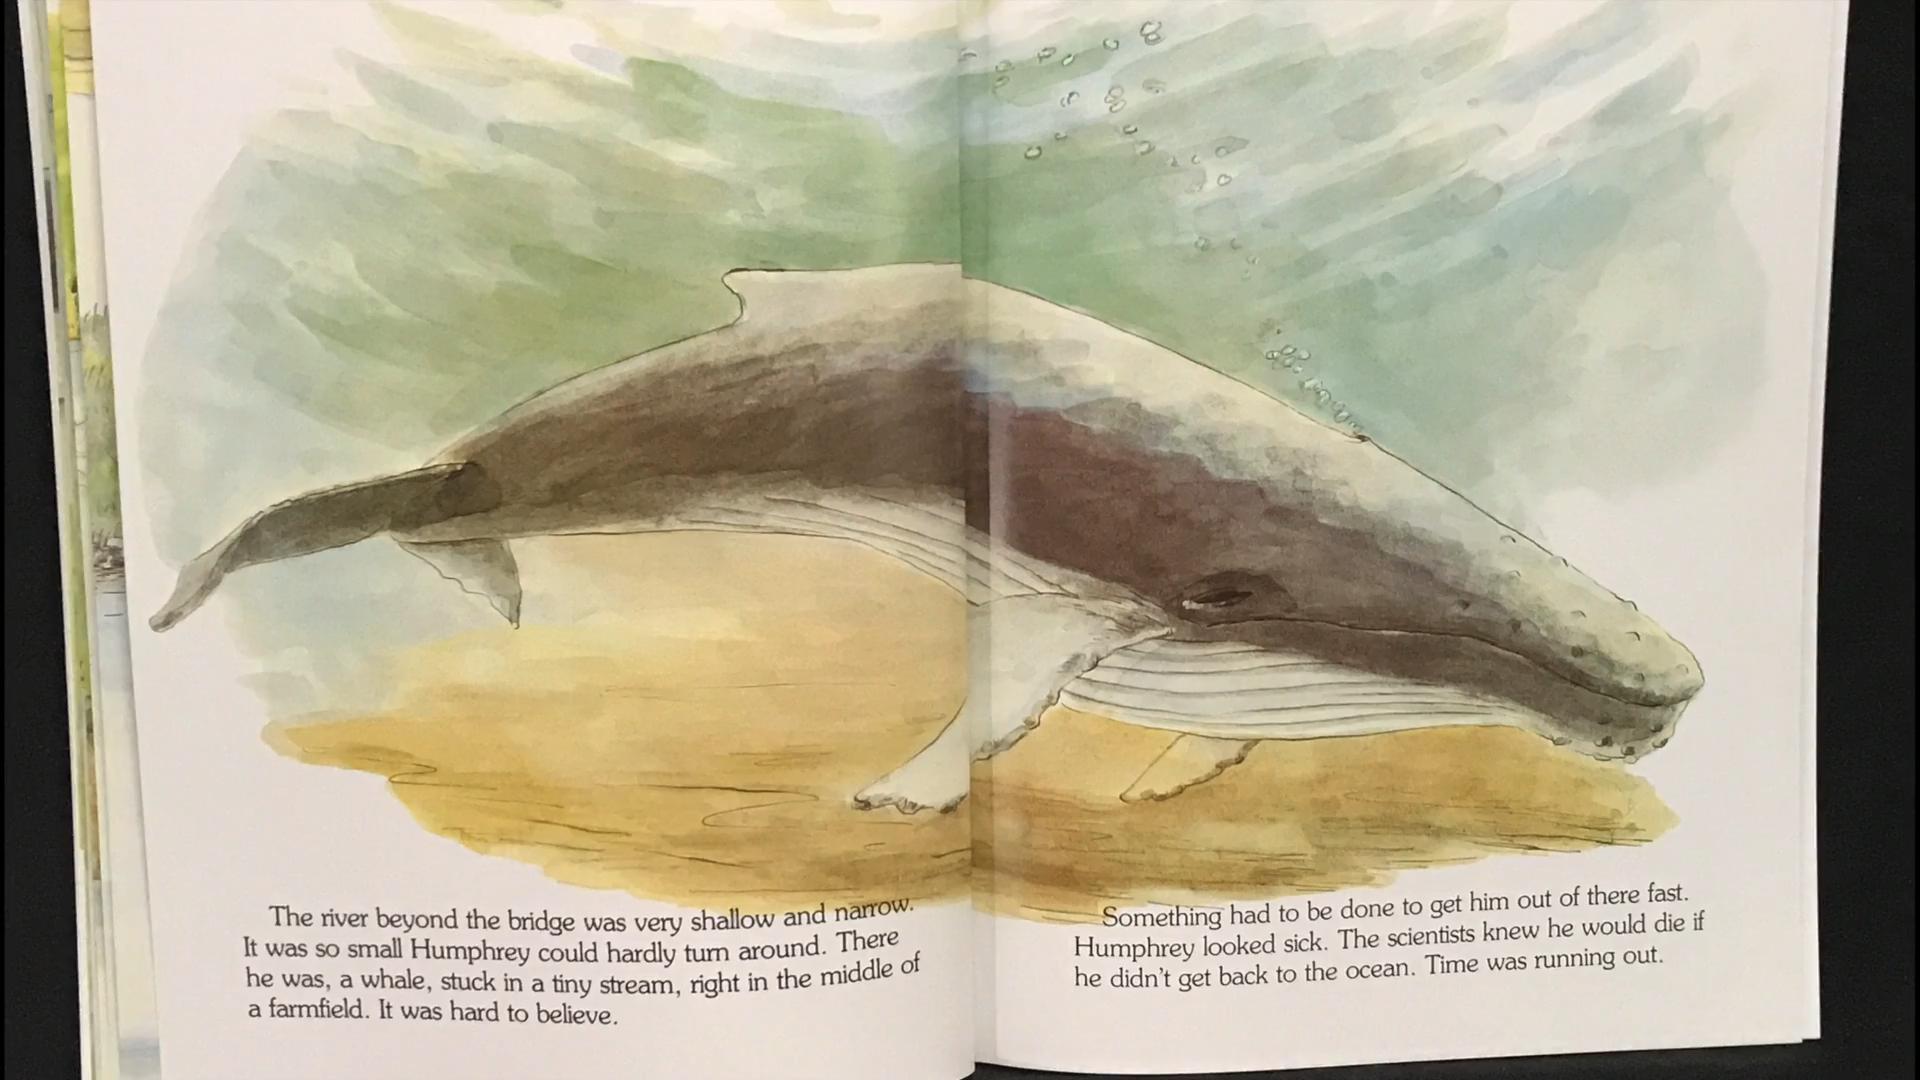 The river beyond the bridge was very shallow and narrow.
It was so small Humphrey could hardly turn around. There
he was, a whale, stuck in a tiny stream, right in the middle of
a farmfield. It was hard to believe.
Something had to be done to get him out of there fast.
Humphrey looked sick. The scientists knew he would die if
he didn't get back to the ocean. Time was running out.